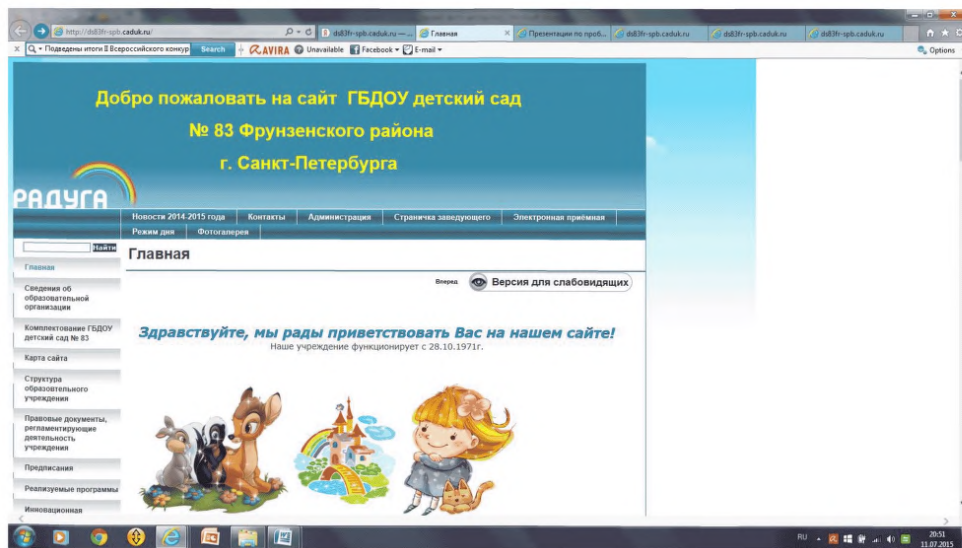 http://ds83fr-spb.caduk.ru/
ds83fr-spb.caduk.ru —...
Главная
Презентации по проб...
ds83fr-spb.caduk.ru
ds83fr-spb.caduk.ru
ds83fr-spb.caduk.ru
Подведены итоги II Всероссийского конкур
Search
AVIRA
Unavailable
Facebook
E-mail
Options
Добро пожаловать на сайт ГБДОУ детский сад
№ 83 Фрунзенского района
г. Санкт-Петербурга
РАДУГА
Новости 2014-2015 года
Контакты
Администрация
Страничка заведующего
Электронная приёмная
Режим дня
Фотогалерея
Найти
Главная
Вперед
Версия для слабовидящих
Главная
Сведения об
образовательной
организации
Комплектование ГБДОУ
детский сад № 83
Карта сайта
Структура
образовтельного
учреждения
Правовые документы,
регламентирующие
деятельность
учреждения
Предписания
Реализуемые программы
Инновационная
Здравствуйте, мы рады приветствовать Вас на нашем сайте!
Наше учреждение функционирует с 28.10.1971г.
RU
20:51
11.07.2015